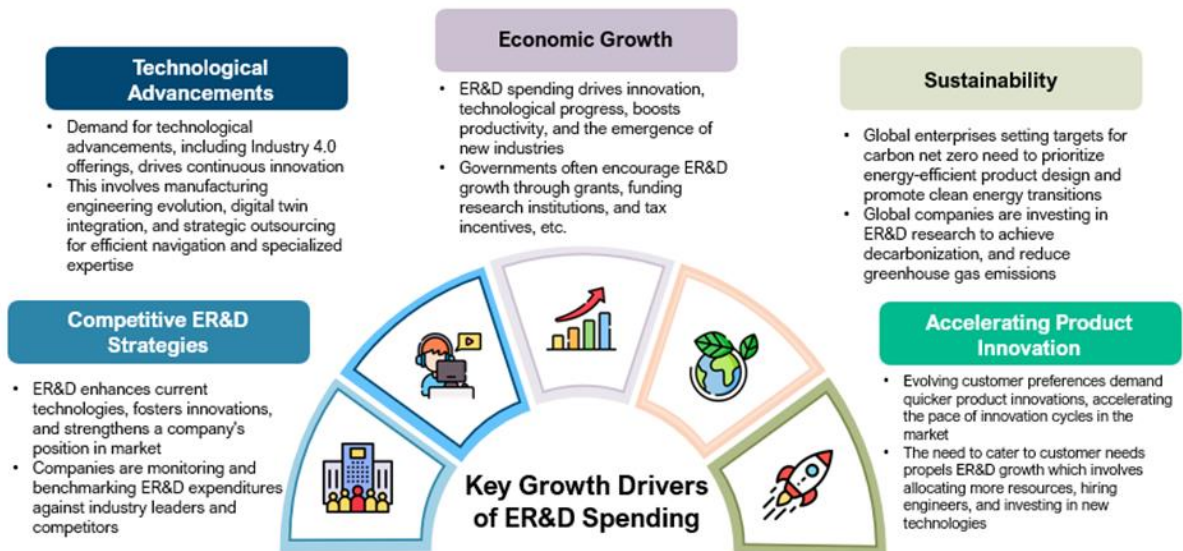 Technological
Advancements
• Demand for technological
advancements, including Industry 4.0
offerings, drives continuous innovation
• This involves manufacturing
engineering evolution, digital twin
integration, and strategic outsourcing
for efficient navigation and specialized
expertise
Economic Growth
• ER&D spending drives innovation,
technological progress, boosts
productivity, and the emergence of
new industries
• Governments often encourage ER&D
growth through grants, funding
research institutions, and tax
incentives, etc.
Sustainability
• Global enterprises setting targets for
carbon net zero need to prioritize
energy-efficient product design and
promote clean energy transitions
• Global companies are investing in
ER&D research to achieve
decarbonization, and reduce
greenhouse gas emissions
Competitive ER&D
Strategies
• ER&D enhances current
technologies, fosters innovations,
and strengthens a company's
position in market
• Companies are monitoring and
benchmarking ER&D expenditures
against industry leaders and
competitors
Accelerating Product
Innovation
• Evolving customer preferences demand
quicker product innovations, accelerating
the pace of innovation cycles in the
market
• The need to cater to customer needs
propels ER&D growth which involves
allocating more resources, hiring
engineers, and investing in new
technologies
Key Growth Drivers
of ER&D Spending